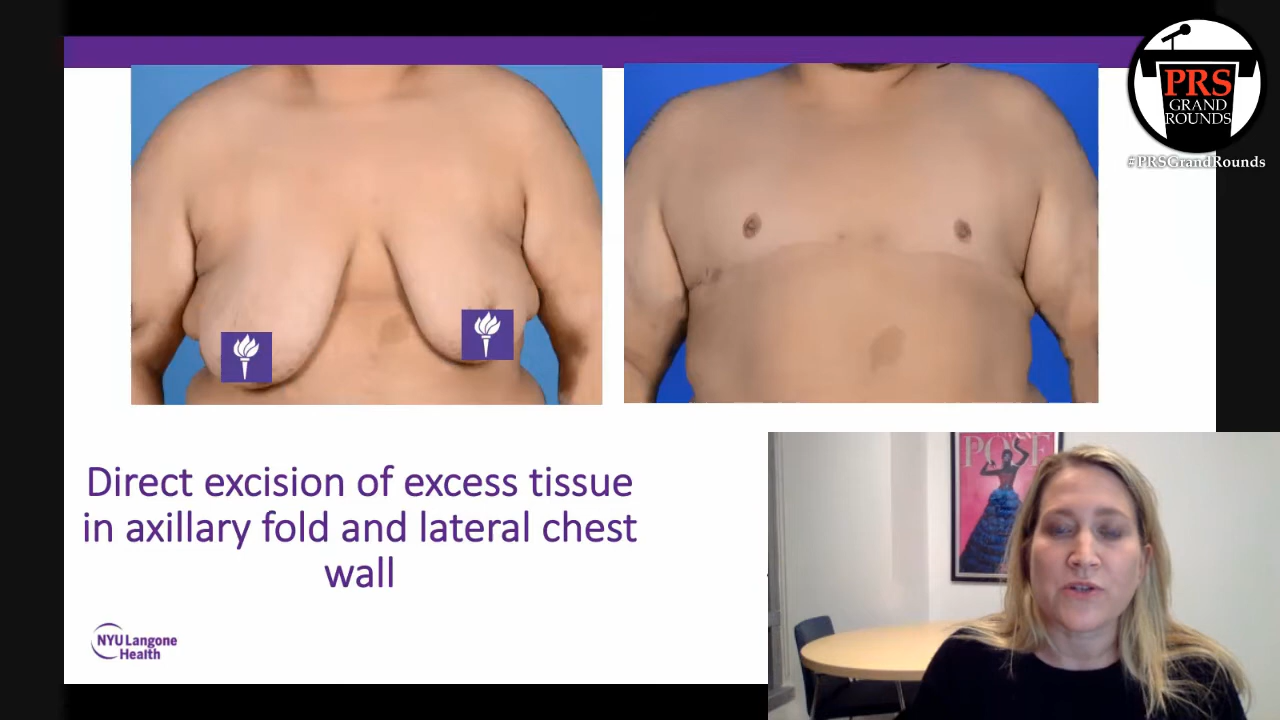 PRS
GRAND
ROUNDS
#PRSGrandRounds
POSE
Direct excision of excess tissue
in axillary fold and lateral chest
wall
NYU Langone
Health